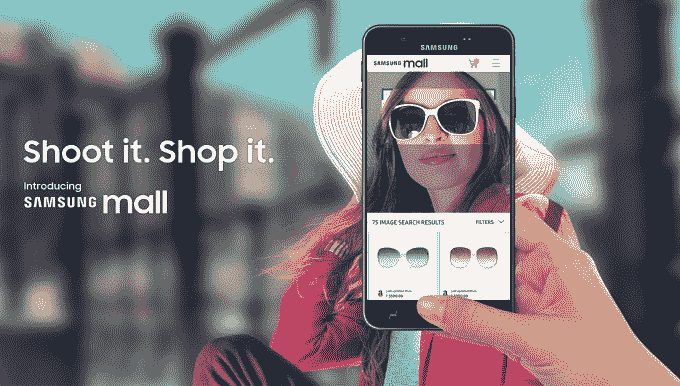 SAMSUNG
SAMSUNG mall
Shoot it. Shop it.
Introducing
SAMSUNG mall
75 IMAGE SEARCH RESULTS
FILTERS